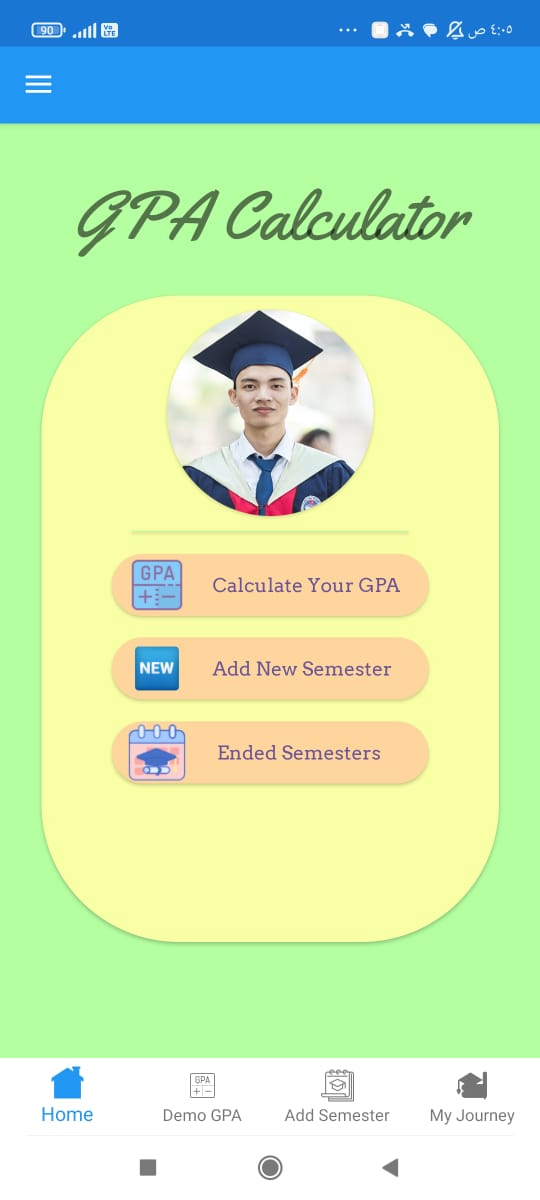 90 Vo LTE ··· ص ٤:٠٥
GPA Calculator
GPA
Calculate Your GPA
NEW
Add New Semester
Ended Semesters
GPA
Home
Demo GPA
Add Semester
My Journey